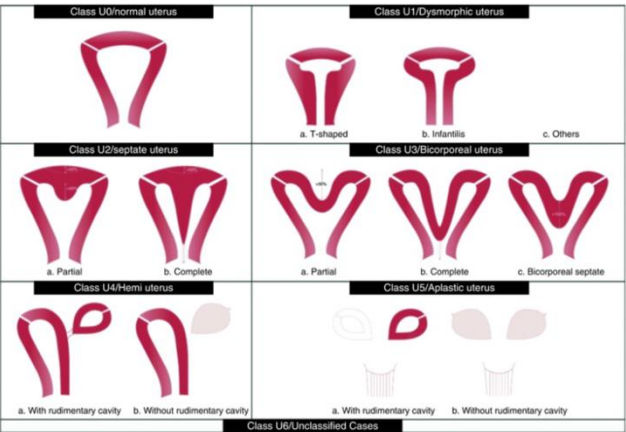 Class U0/normal uterus
Class U1/Dysmorphic uterus
a. T-shaped
b. Infantilis
c. Others
Class U2/septate uterus
a. Partial
b. Complete
Class U3/Bicorporeal uterus
a. Partial
b. Complete
c. Bicorporeal septate
Class U4/Hemi uterus
a. With rudimentary cavity
b. Without rudimentary cavity
Class U5/Aplastic uterus
a. With rudimentary cavity
b. Without rudimentary cavity
Class U6/Unclassified Cases